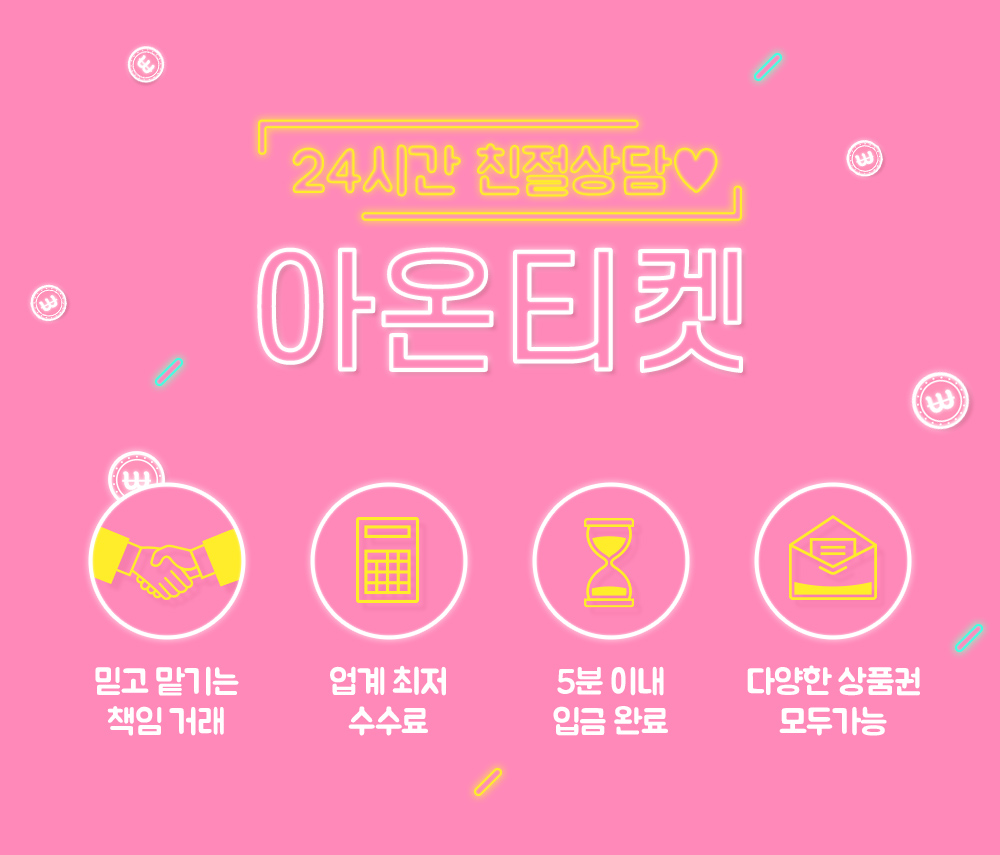 24시간 친절상담♡
아온티켓
믿고 맡기는
책임 거래
업계 최저
수수료
5분 이내
입금 완료
다양한 상품권
모두가능